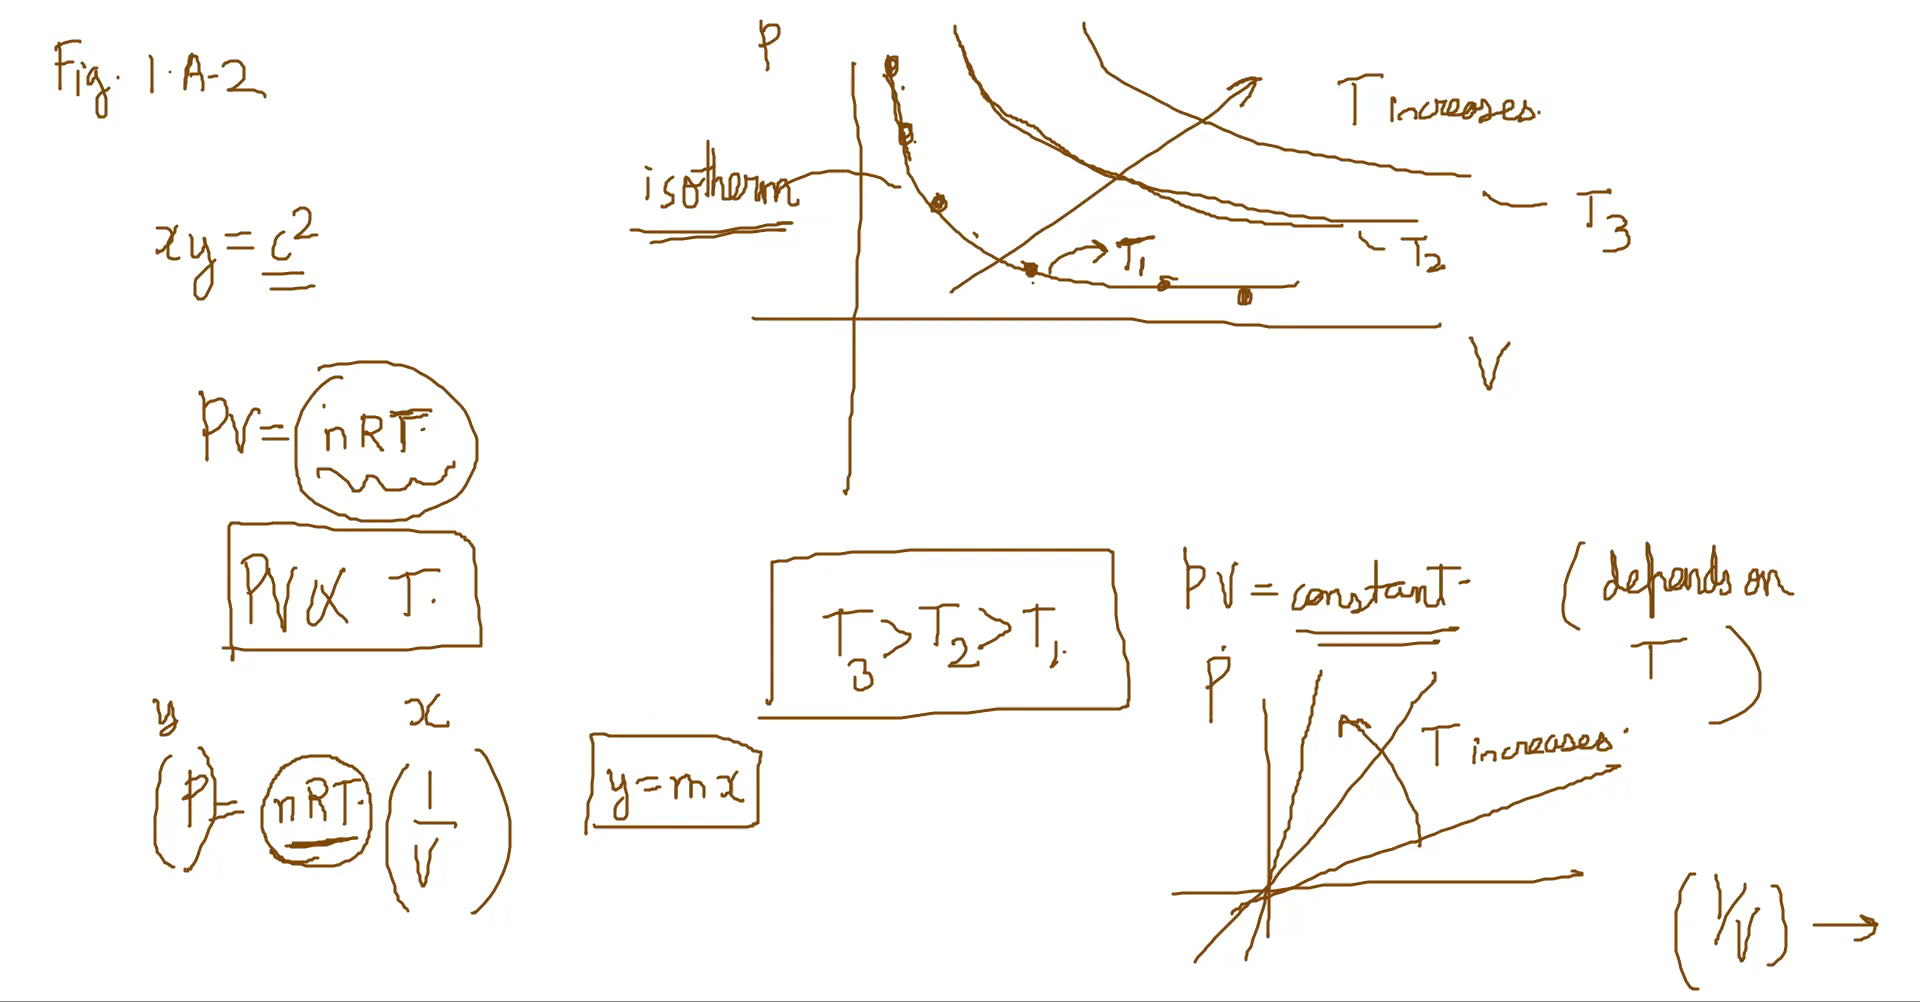 Fig. 1.A-2
P
T increases.
isotherm
T₃
xy = c²
T₁
T₂
V
PV = nRT
PV ∝ T
T₃ > T₂ > T₁
PV = constant
(depends on
T)
P
y
x
T increases.
(P) = nRT (1/V)
y = mx
(1/V) →